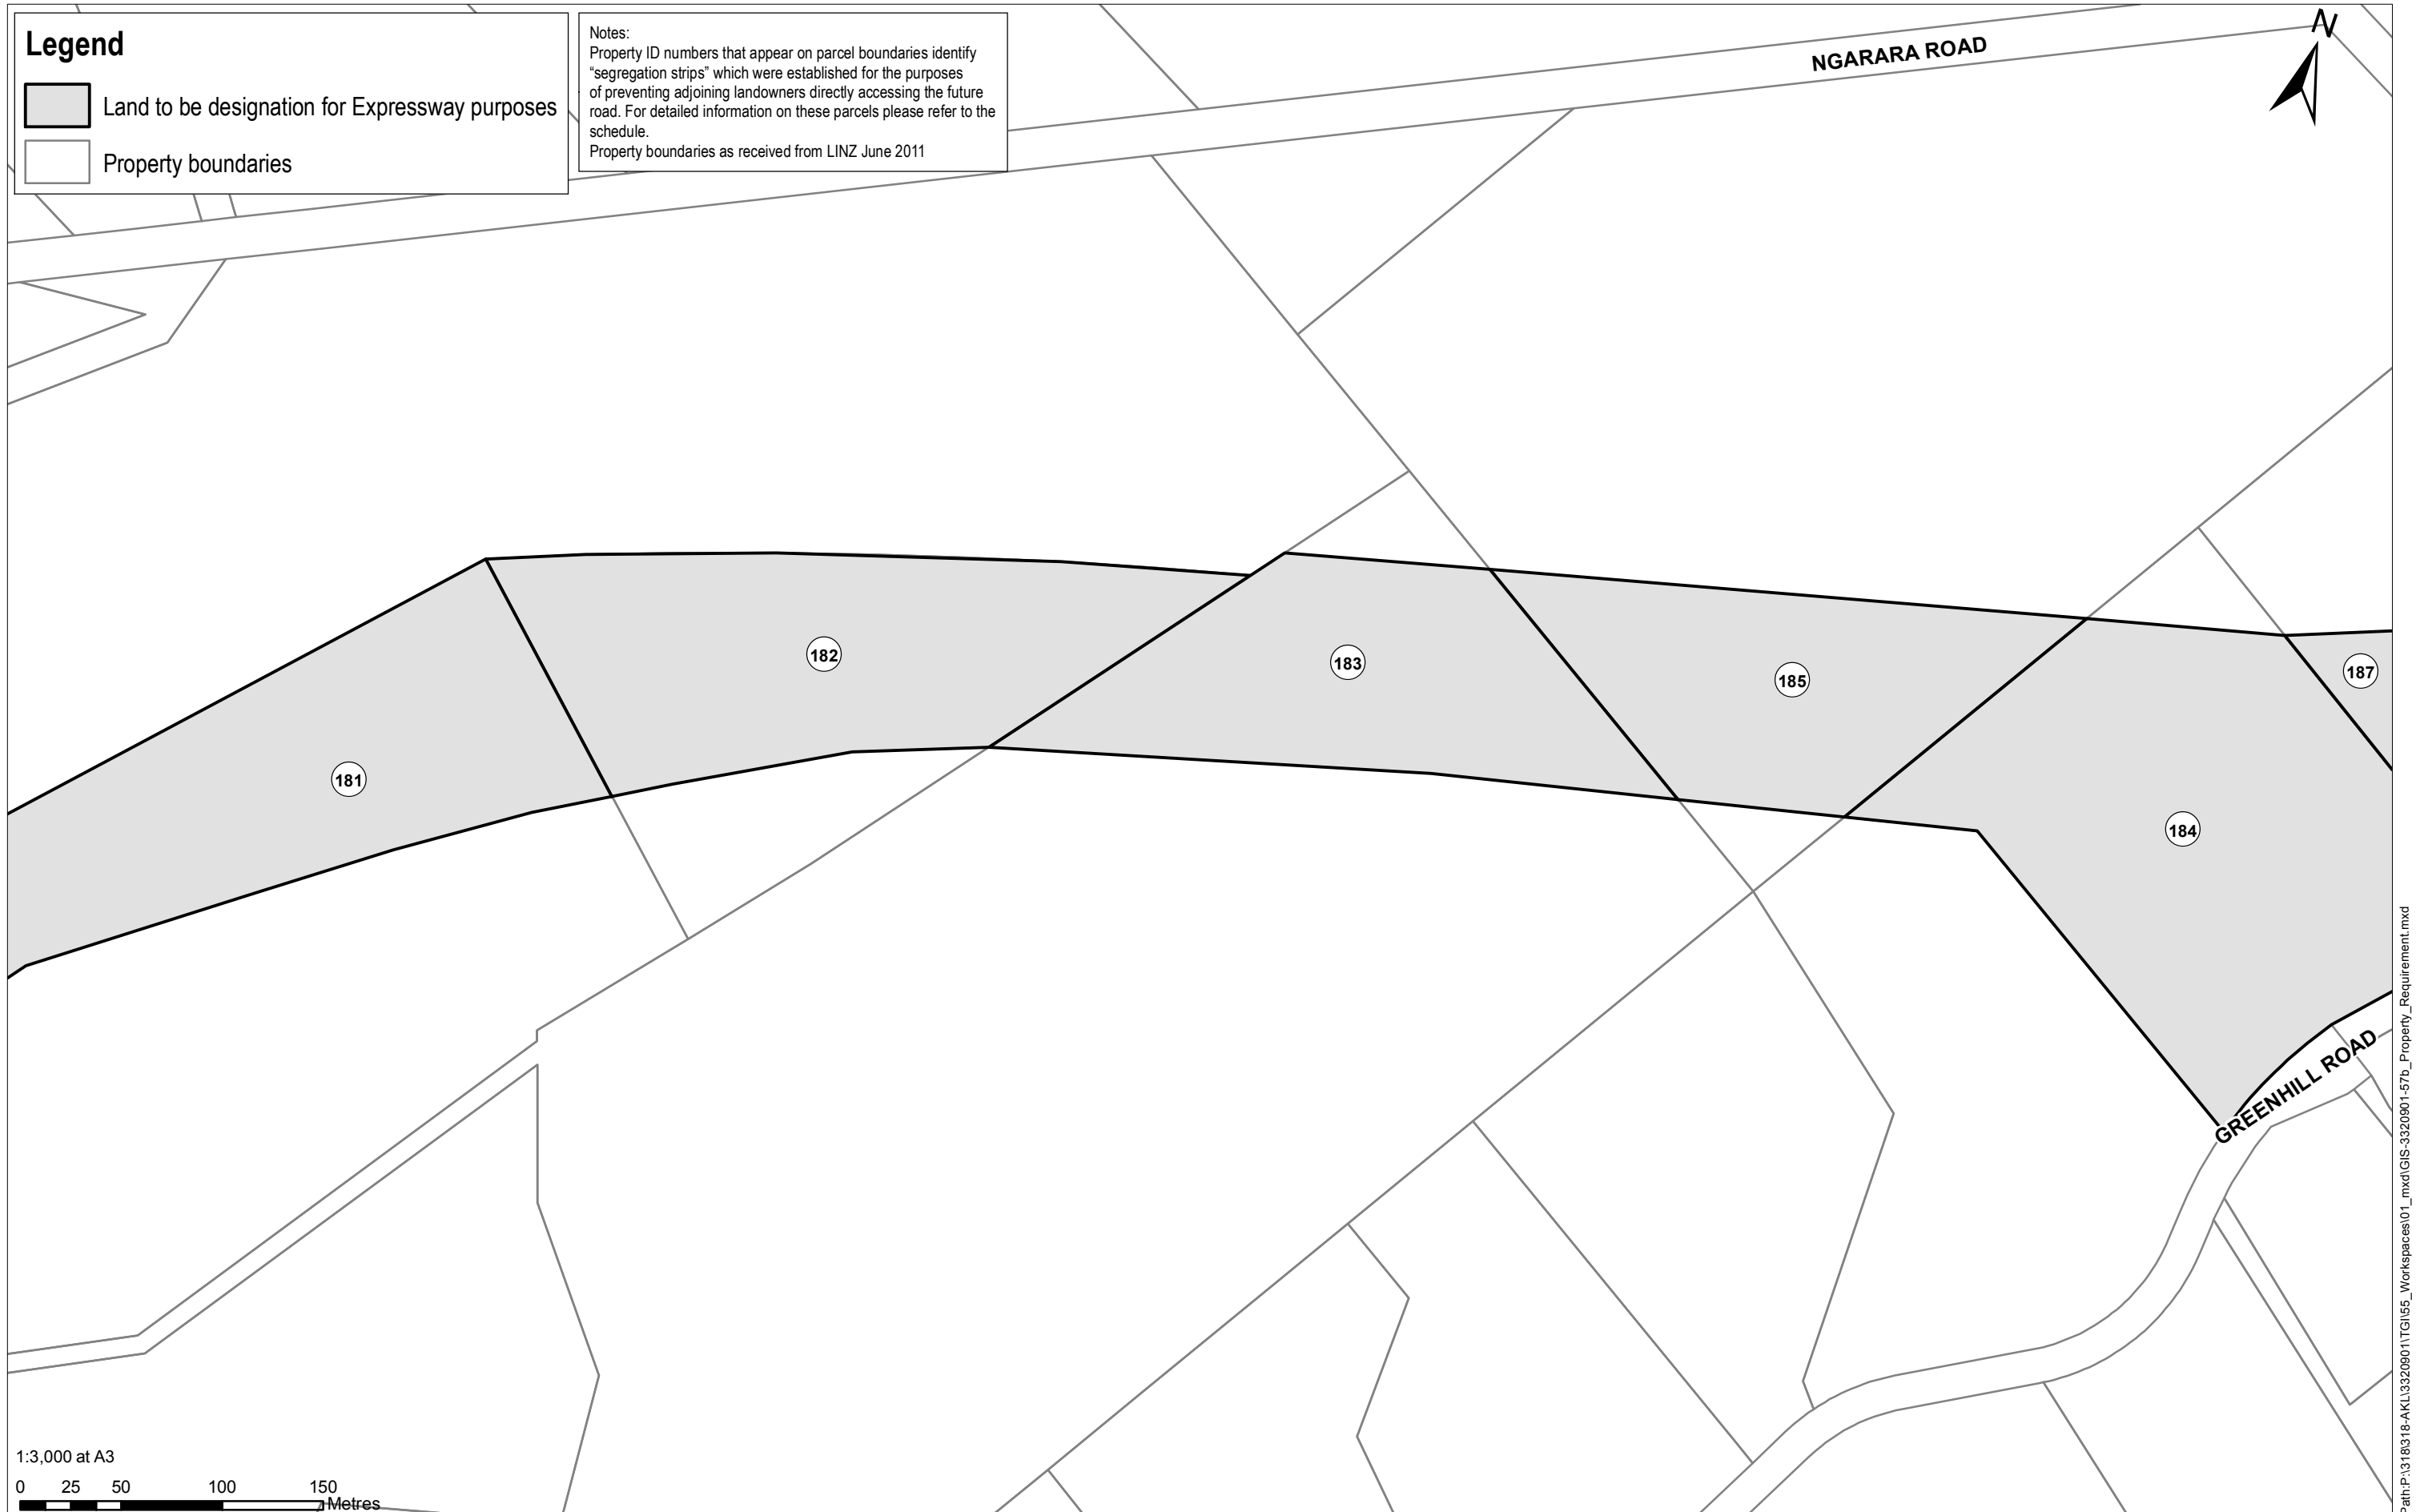 Legend
Land to be designation for Expressway purposes
Property boundaries
Notes:
Property ID numbers that appear on parcel boundaries identify
“segregation strips” which were established for the purposes
of preventing adjoining landowners directly accessing the future
road. For detailed information on these parcels please refer to the
schedule.
Property boundaries as received from LINZ June 2011
NGARARA ROAD
N
182
183
185
187
181
184
GREENHILL ROAD
1:3,000 at A3
0 25 50 100 150
Metres
Path:P:\318\318-AKL\3320901\TGI\55_Workspaces\01_mxd\GIS-3320901-57b_Property_Requirement.mxd